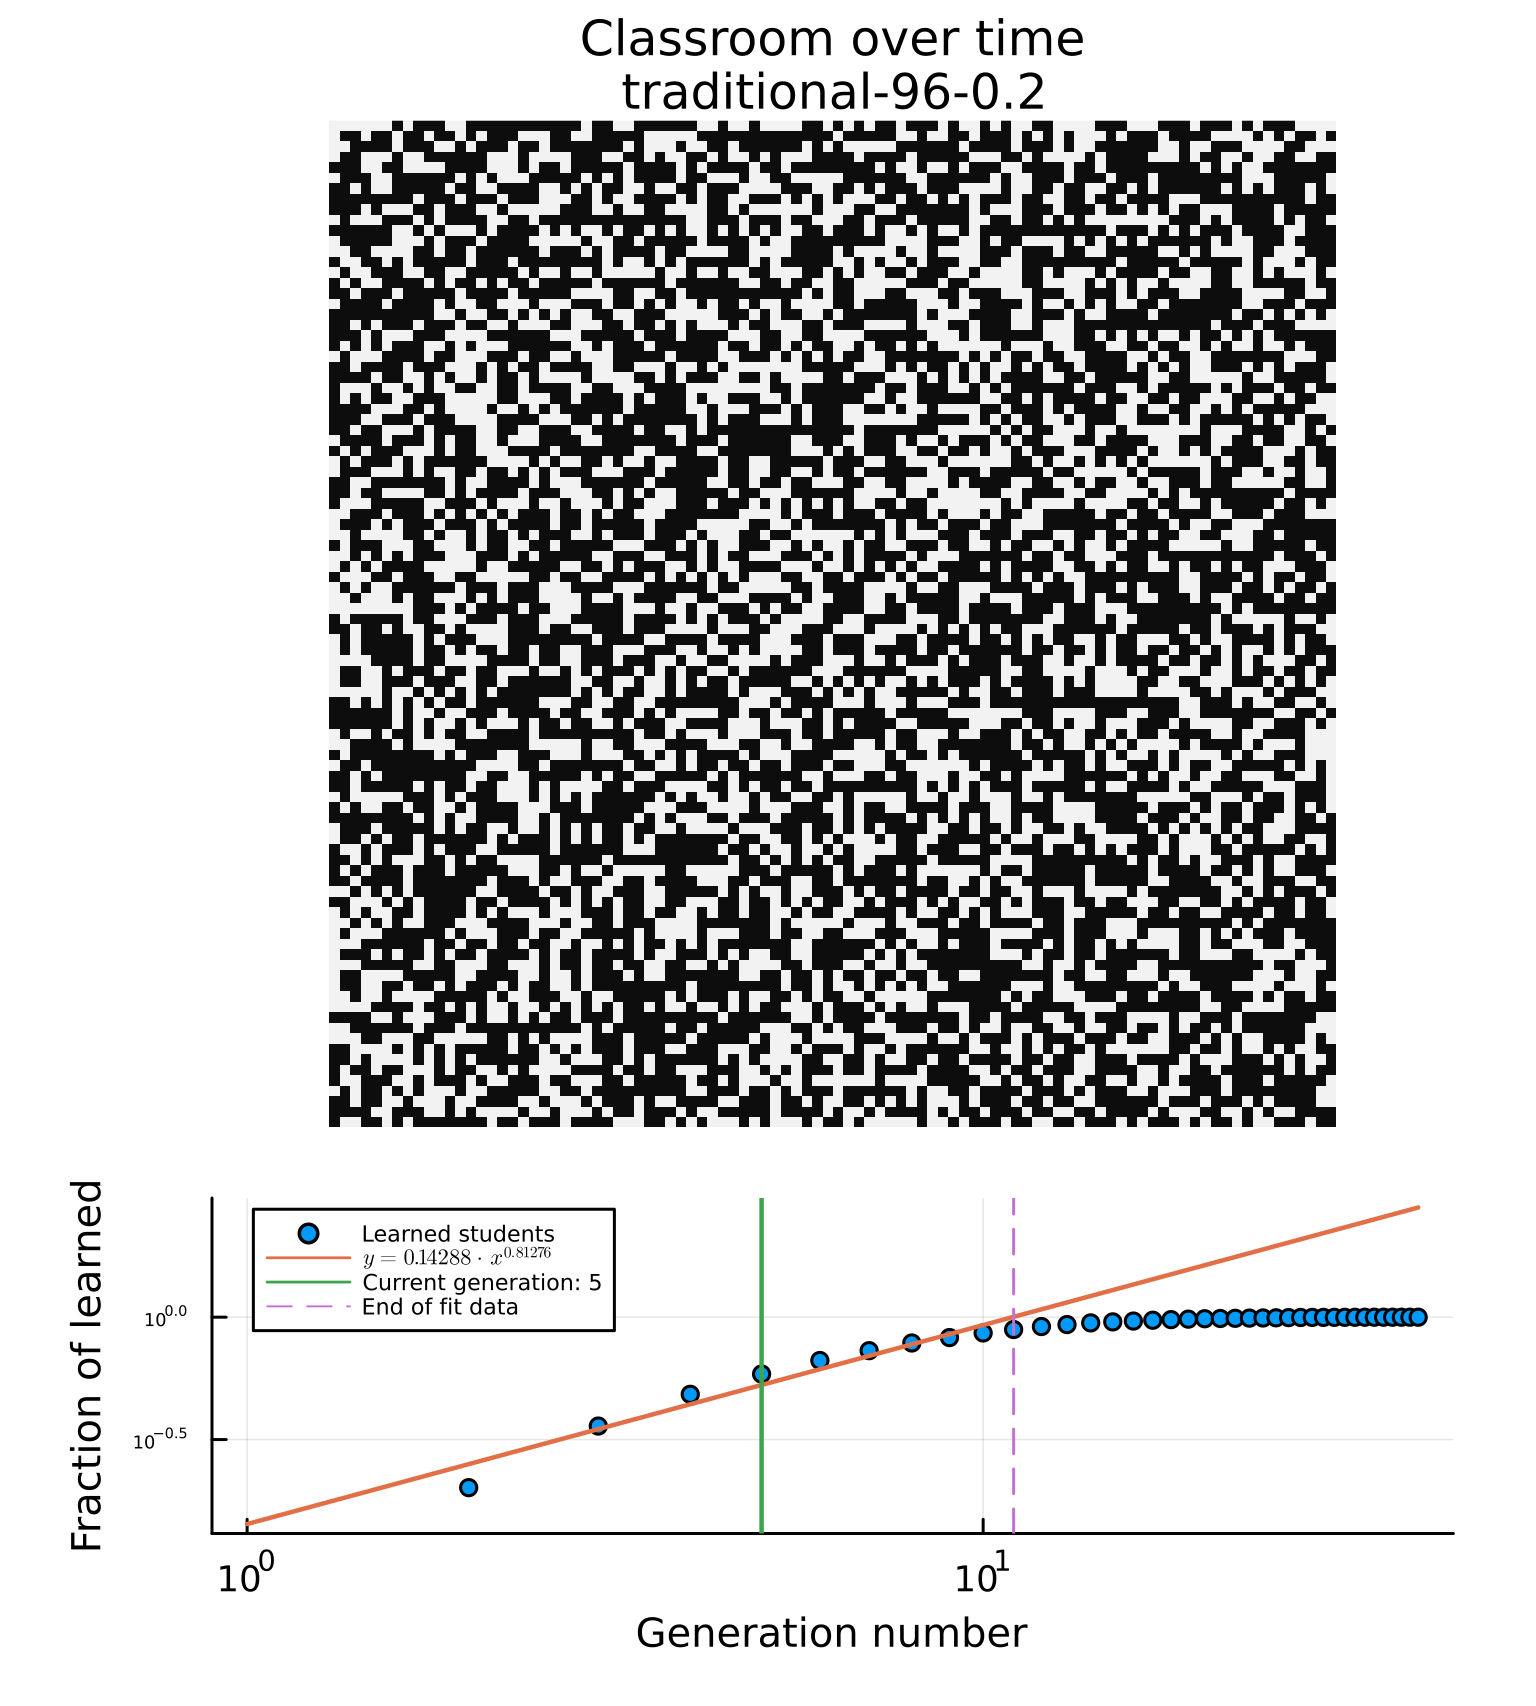 Classroom over time
traditional-96-0.2
Fraction of learned
Learned students
y = 0.14288 · x^0.81276
Current generation: 5
End of fit data
10^0.0
10^−0.5
10^0
10^1
Generation number